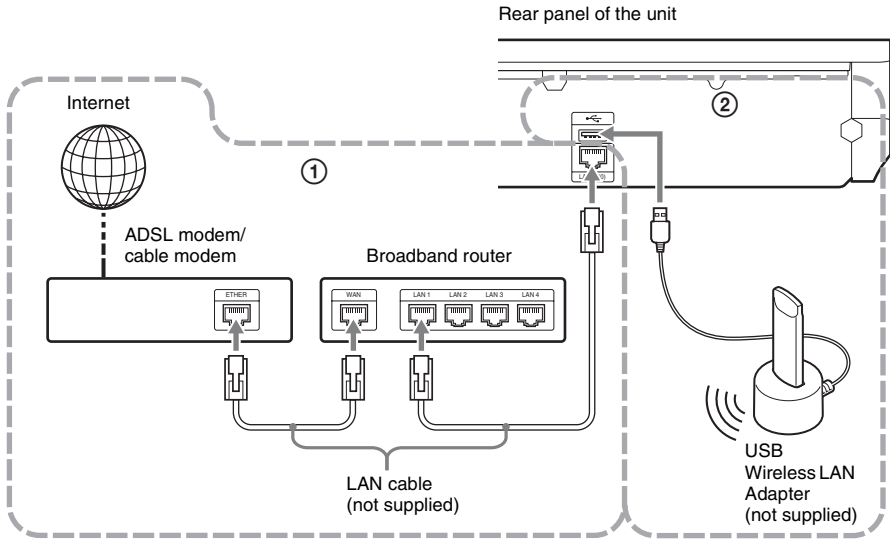 Rear panel of the unit
Internet
①
②
ADSL modem/
cable modem
Broadband router
ETHER
WAN
LAN 1
LAN 2
LAN 3
LAN 4
LAN cable
(not supplied)
USB
Wireless LAN
Adapter
(not supplied)